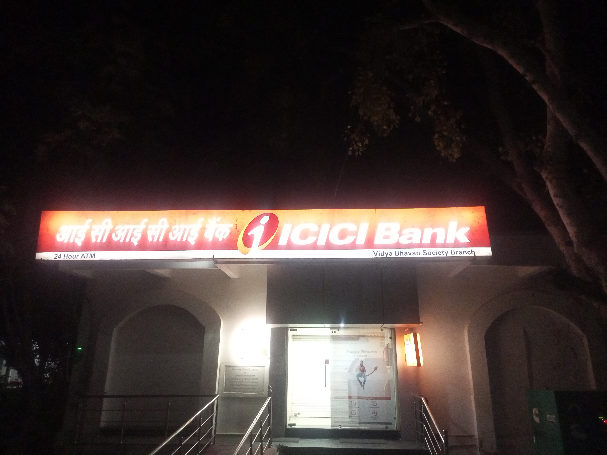 आई सी आई सी आई बैंक ICICI Bank
24 Hour ATM
Vidya Bhavan Society Branch